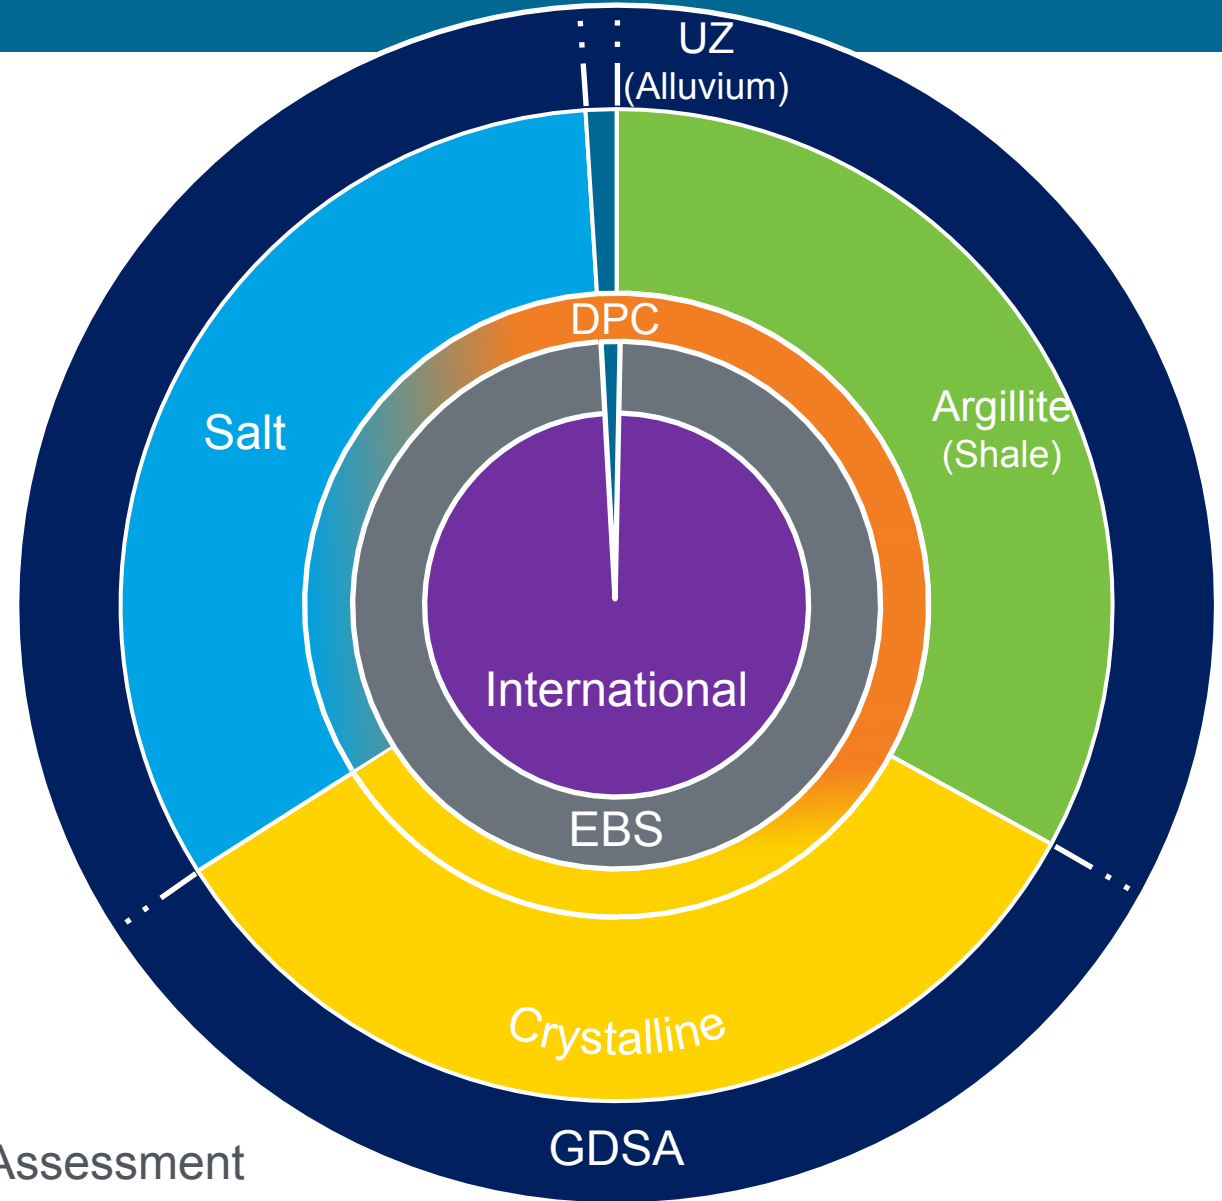 UZ
(Alluvium)
DPC
Salt
Argillite
(Shale)
International
EBS
Crystalline
GDSA
Assessment